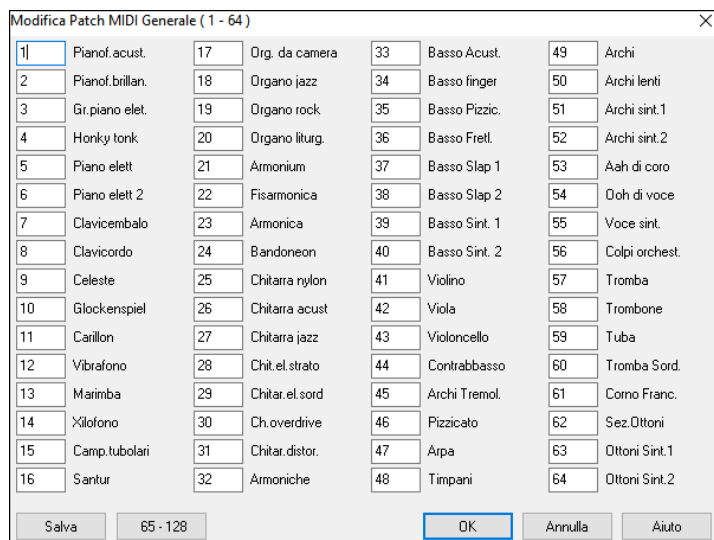 Modifica Patch MIDI Generale ( 1 - 64 )
1 Pianof.acust. 17 Org. da camera 33 Basso Acust. 49 Archi
2 Pianof.brillan. 18 Organo jazz 34 Basso finger 50 Archi lenti
3 Gr.piano elet. 19 Organo rock 35 Basso Pizzic. 51 Archi sint.1
4 Honky tonk 20 Organo liturg. 36 Basso Fretl. 52 Archi sint.2
5 Piano elett 21 Armonium 37 Basso Slap 1 53 Aah di coro
6 Piano elett 2 22 Fisarmonica 38 Basso Slap 2 54 Ooh di voce
7 Clavicembalo 23 Armonica 39 Basso Sint. 1 55 Voce sint.
8 Clavicordo 24 Bandoneon 40 Basso Sint. 2 56 Colpi orchest.
9 Celeste 25 Chitarra nylon 41 Violino 57 Tromba
10 Glockenspiel 26 Chitarra acust 42 Viola 58 Trombone
11 Carillon 27 Chitarra jazz 43 Violoncello 59 Tuba
12 Vibrafono 28 Chit.el.strato 44 Contrabbasso 60 Tromba Sord.
13 Marimba 29 Chitar.el.sord 45 Archi Tremol. 61 Corno Franc.
14 Xilofono 30 Ch.overdrive 46 Pizzicato 62 Sez.Ottoni
15 Camp.tubolari 31 Chitar.distor. 47 Arpa 63 Ottoni Sint.1
16 Santur 32 Armoniche 48 Timpani 64 Ottoni Sint.2
Salva 65 - 128 OK Annulla Aiuto